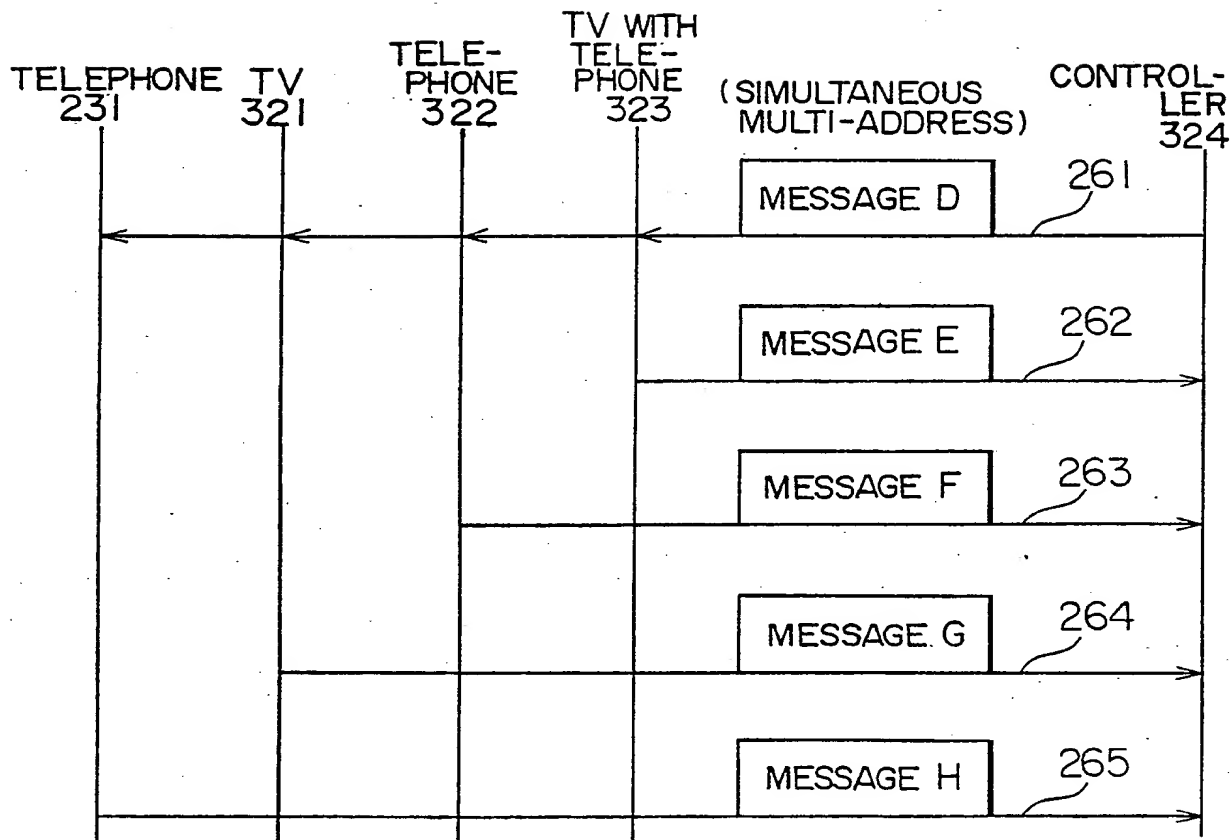 TELEPHONE
231
TV
321
TELE-
PHONE
322
TV WITH
TELE-
PHONE
323
(SIMULTANEOUS
MULTI-ADDRESS)
CONTROL-
LER
324
MESSAGE D
261
MESSAGE E
262
MESSAGE F
263
MESSAGE G
264
MESSAGE H
265